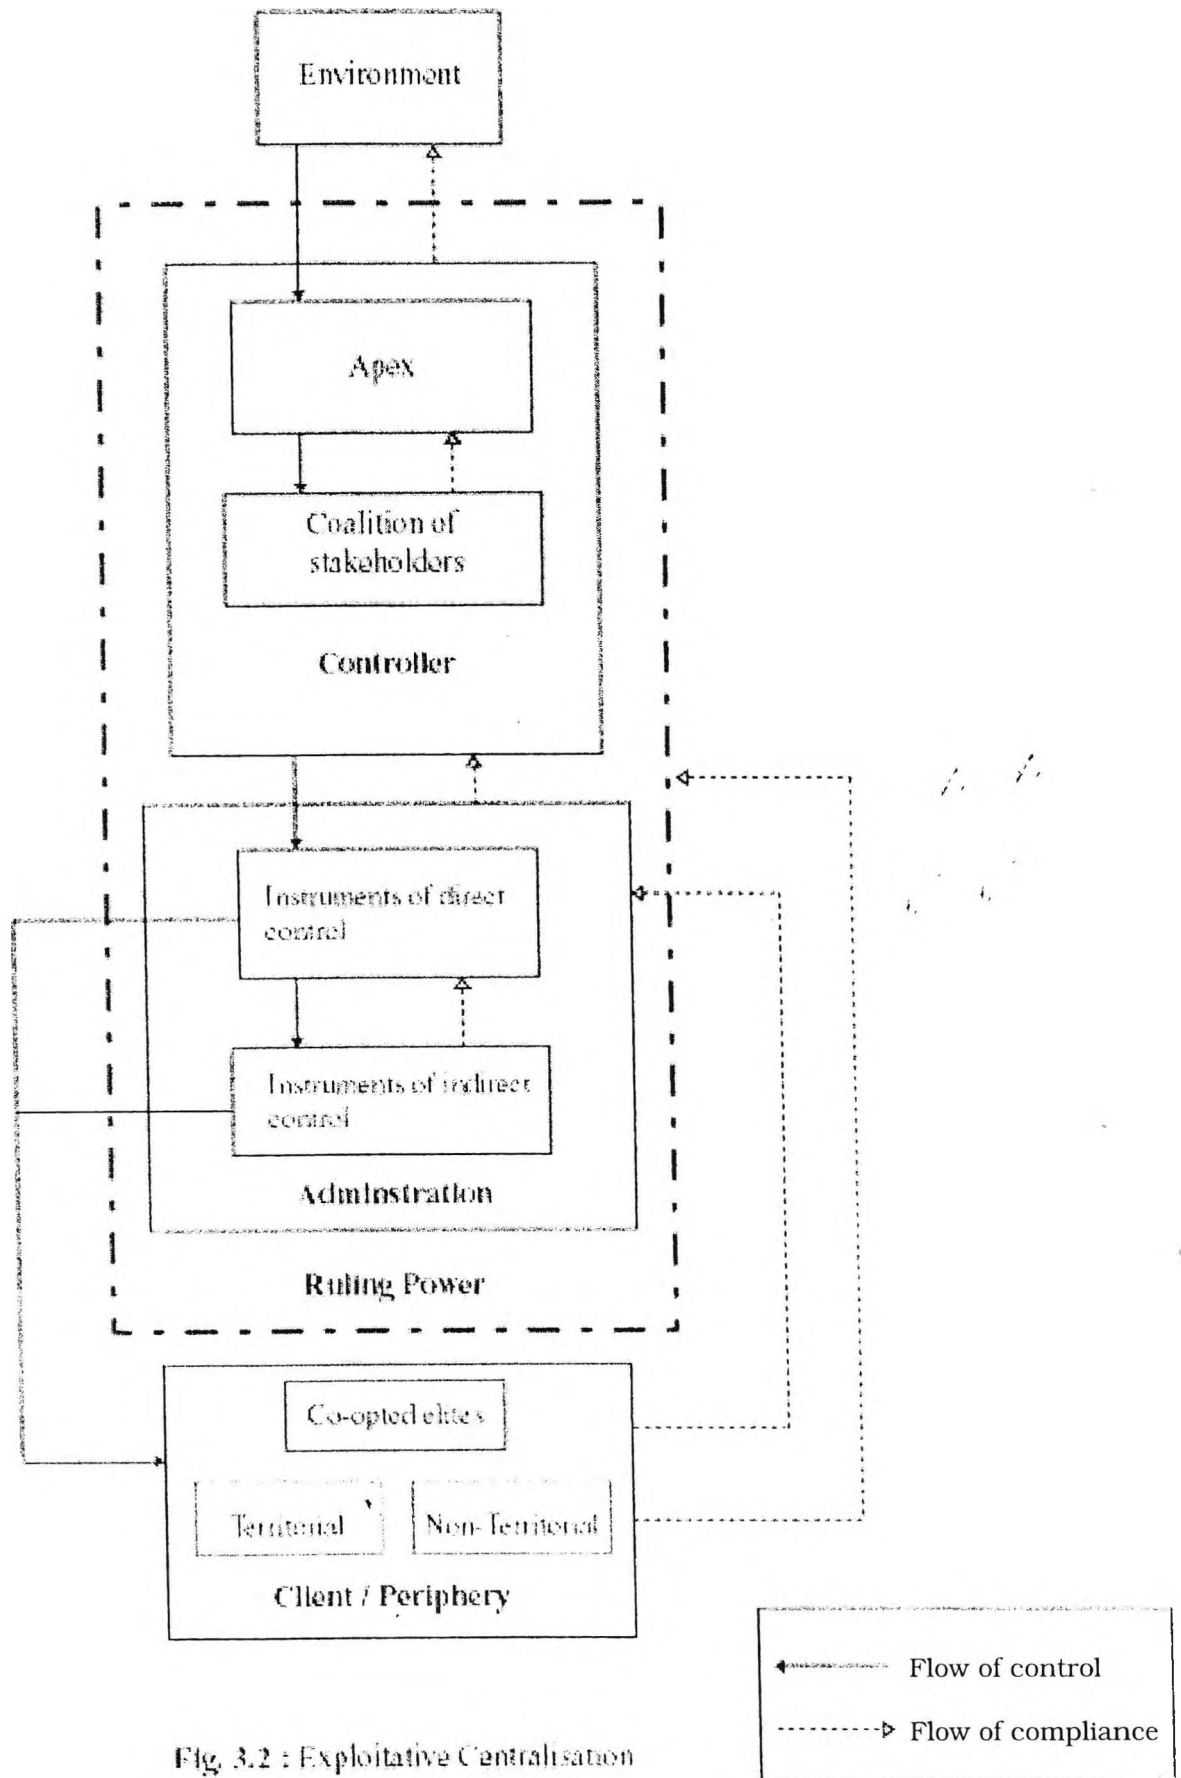 Environment
Apex
Coalition of
stakeholders
Controller
Instruments of direct
control
Instruments of indirect
control
Adminstration
Ruling Power
Co-opted elites
Territorial
Non-Territorial
Client / Periphery
Flow of control
Flow of compliance
Fig. 3.2 : Exploitative Centralisation